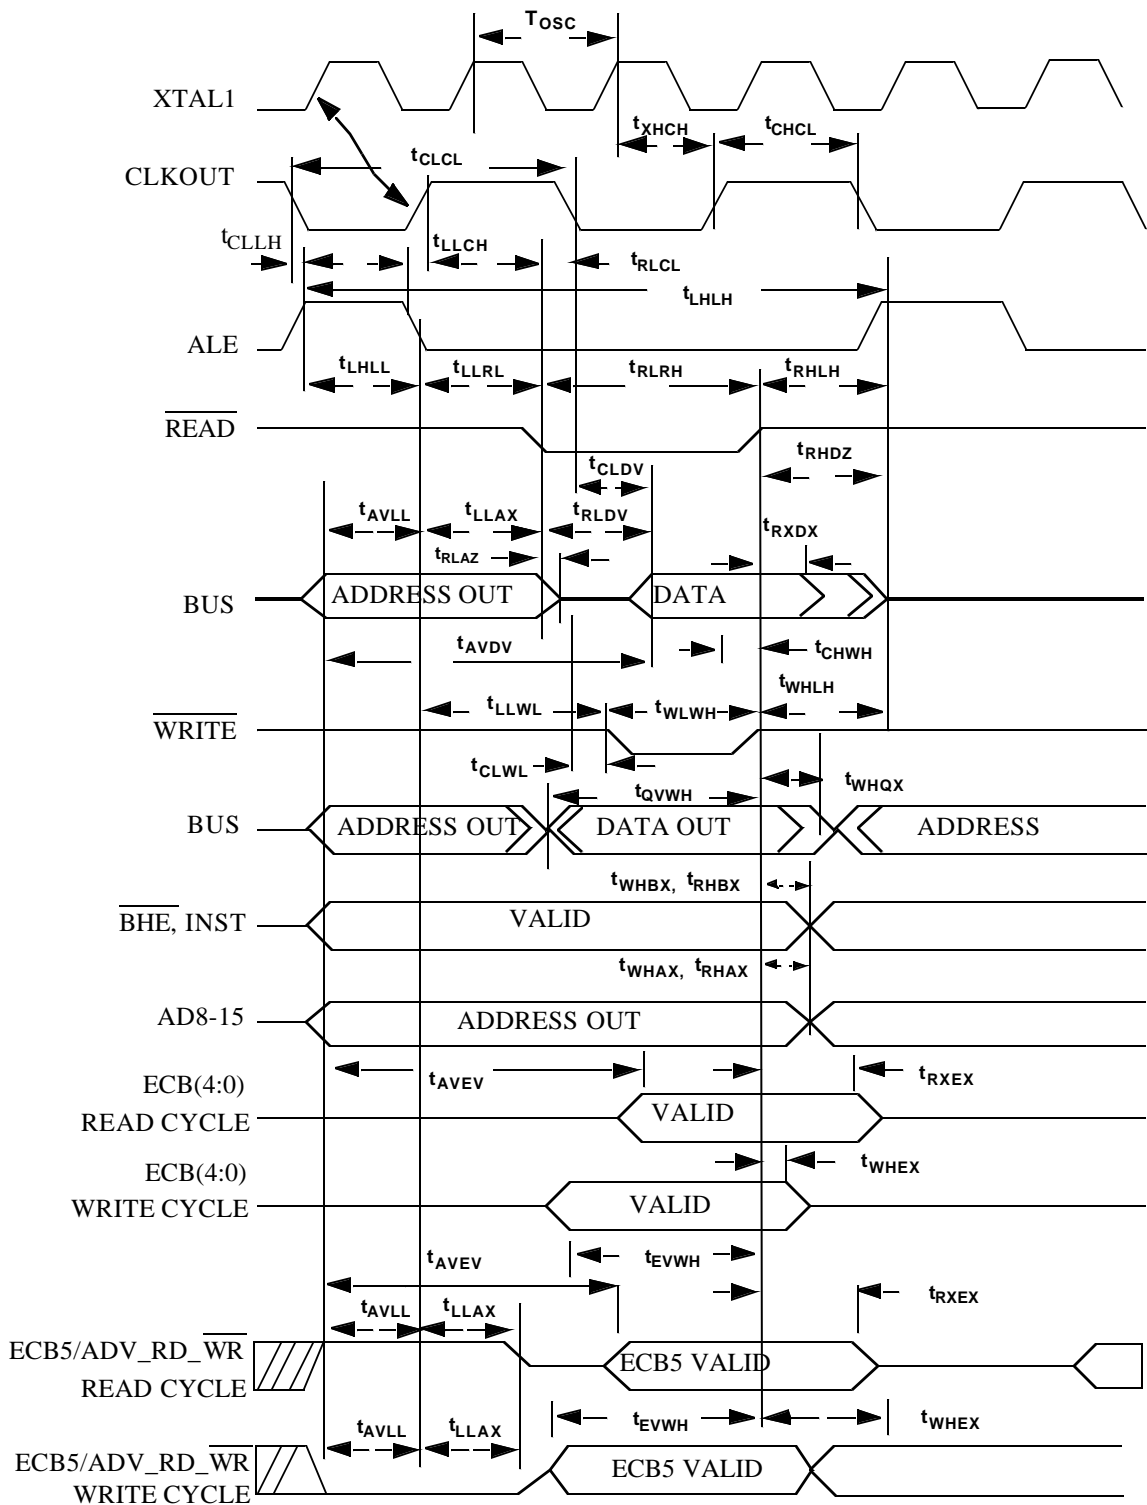 TOSC
XTAL1
tXHCH
tCHCL
tCLCL
CLKOUT
tCLLH
tLLCH
tRLCL
tLHLH
ALE
tLHLL
tLLRL
tRLRH
tRHLH
READ
tRHDZ
tCLDV
tAVLL
tLLAX
tRLDV
tRXDX
tRLAZ
BUS
ADDRESS OUT
DATA
tAVDV
tCHWH
tLLWL
tWLWH
tWHLH
WRITE
tCLWL
tQVWH
tWHQX
BUS
ADDRESS OUT
DATA OUT
ADDRESS
tWHBX, tRHBX
BHE, INST
VALID
tWHAX, tRHAX
AD8-15
ADDRESS OUT
ECB(4:0)
READ CYCLE
tAVEV
tRXEX
VALID
ECB(4:0)
WRITE CYCLE
tWHEX
VALID
tAVEV
tEVWH
tRXEX
tAVLL
tLLAX
ECB5/ADV_RD_WR
READ CYCLE
ECB5 VALID
tEVWH
tWHEX
tAVLL
tLLAX
ECB5/ADV_RD_WR
WRITE CYCLE
ECB5 VALID